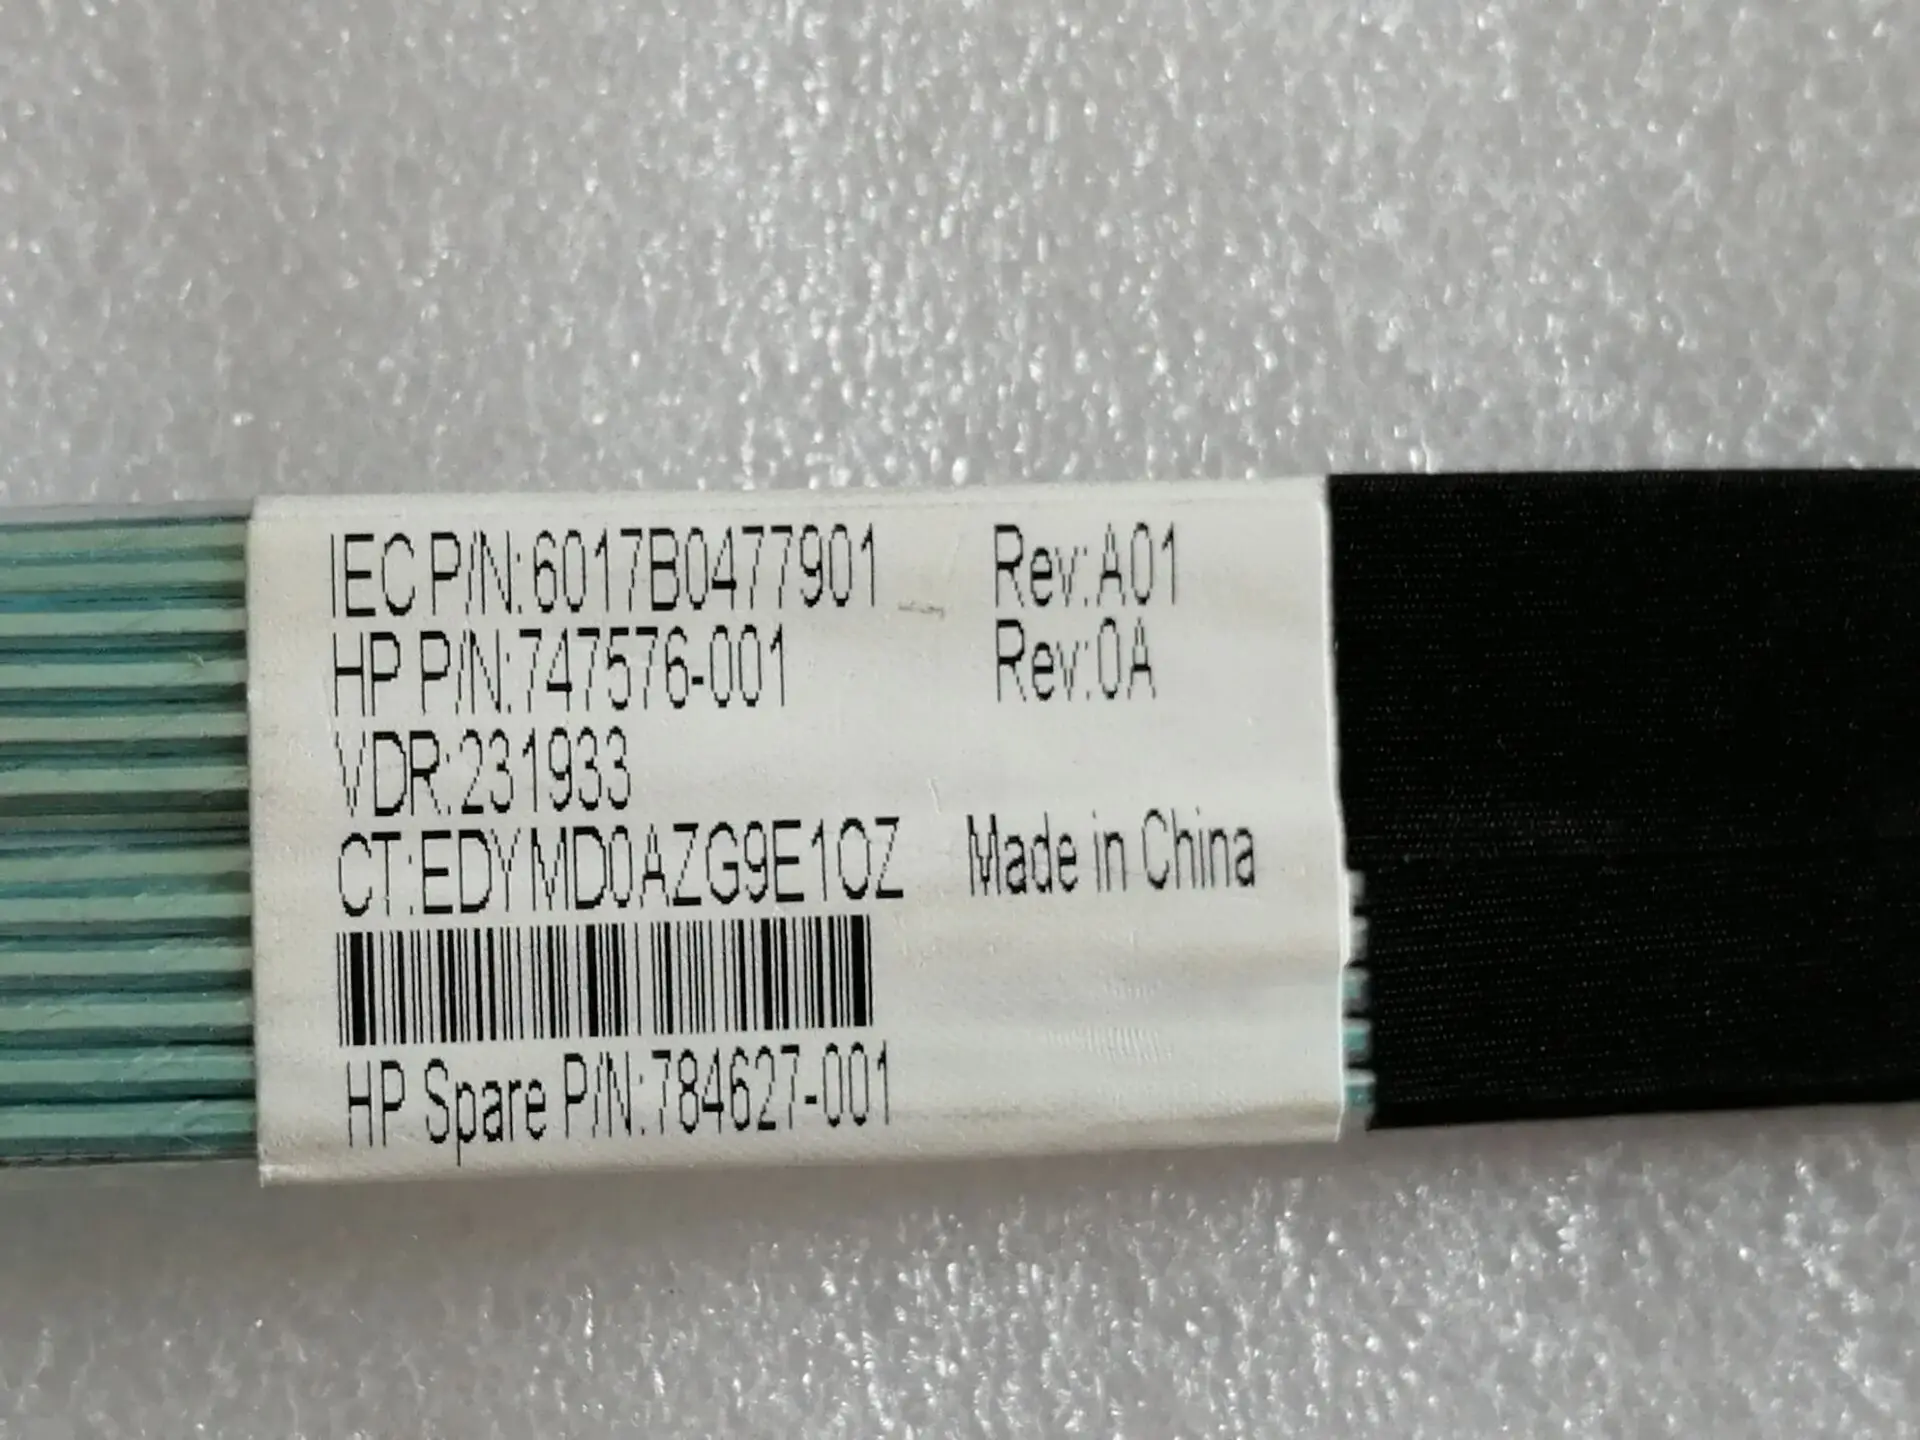 IEC P/N:6017B0477901 Rev:A01
HP P/N:747576-001 Rev:0A
VDR:231933
CT:EDYMD0AZG9E1OZ Made in China
HP Spare P/N:784627-001